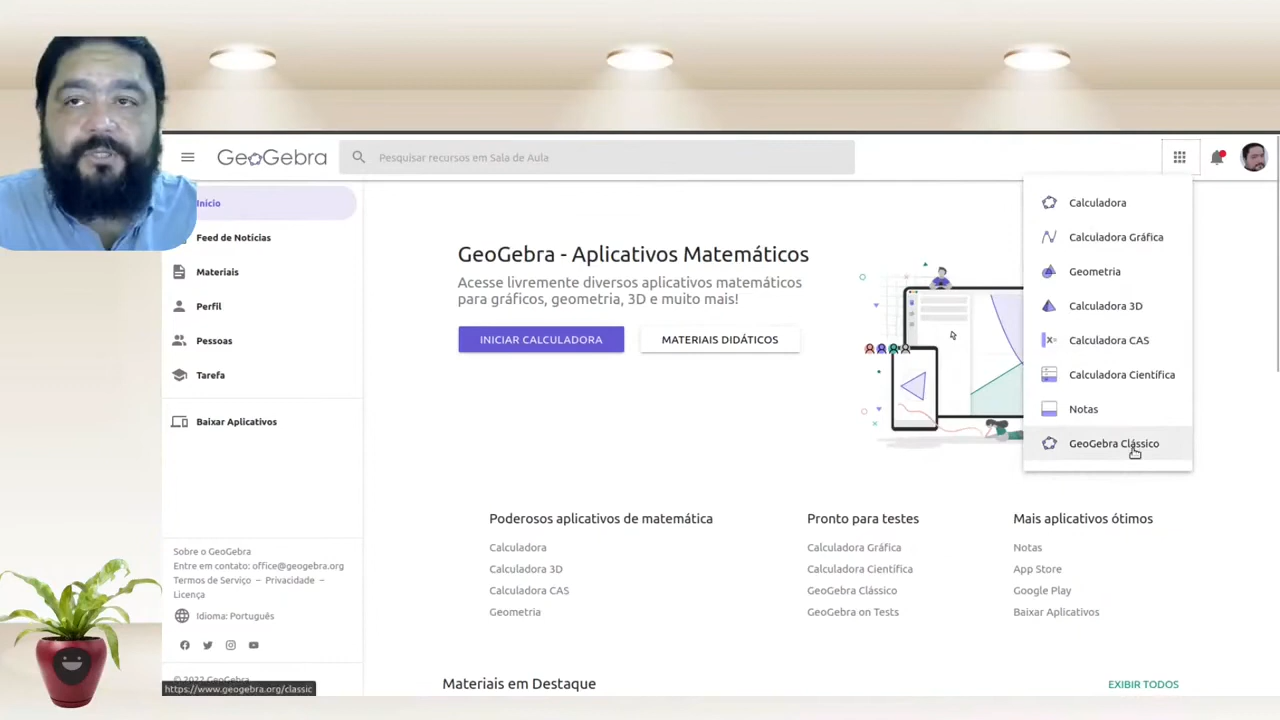 GeoGebra
Pesquisar recursos em Sala de Aula
Início
Feed de Notícias
Materiais
Perfil
Pessoas
Tarefa
Baixar Aplicativos
Sobre o GeoGebra
Entre em contato: office@geogebra.org
Termos de Serviço – Privacidade –
Licença
Idioma: Português
© 2022 GeoGebra
https://www.geogebra.org/classic
GeoGebra - Aplicativos Matemáticos
Acesse livremente diversos aplicativos matemáticos
para gráficos, geometria, 3D e muito mais!
INICIAR CALCULADORA
MATERIAIS DIDÁTICOS
Calculadora
Calculadora Gráfica
Geometria
Calculadora 3D
Calculadora CAS
Calculadora Científica
Notas
GeoGebra Clássico
Poderosos aplicativos de matemática
Calculadora
Calculadora 3D
Calculadora CAS
Geometria
Pronto para testes
Calculadora Gráfica
Calculadora Científica
GeoGebra Clássico
GeoGebra on Tests
Mais aplicativos ótimos
Notas
App Store
Google Play
Baixar Aplicativos
Materiais em Destaque
EXIBIR TODOS